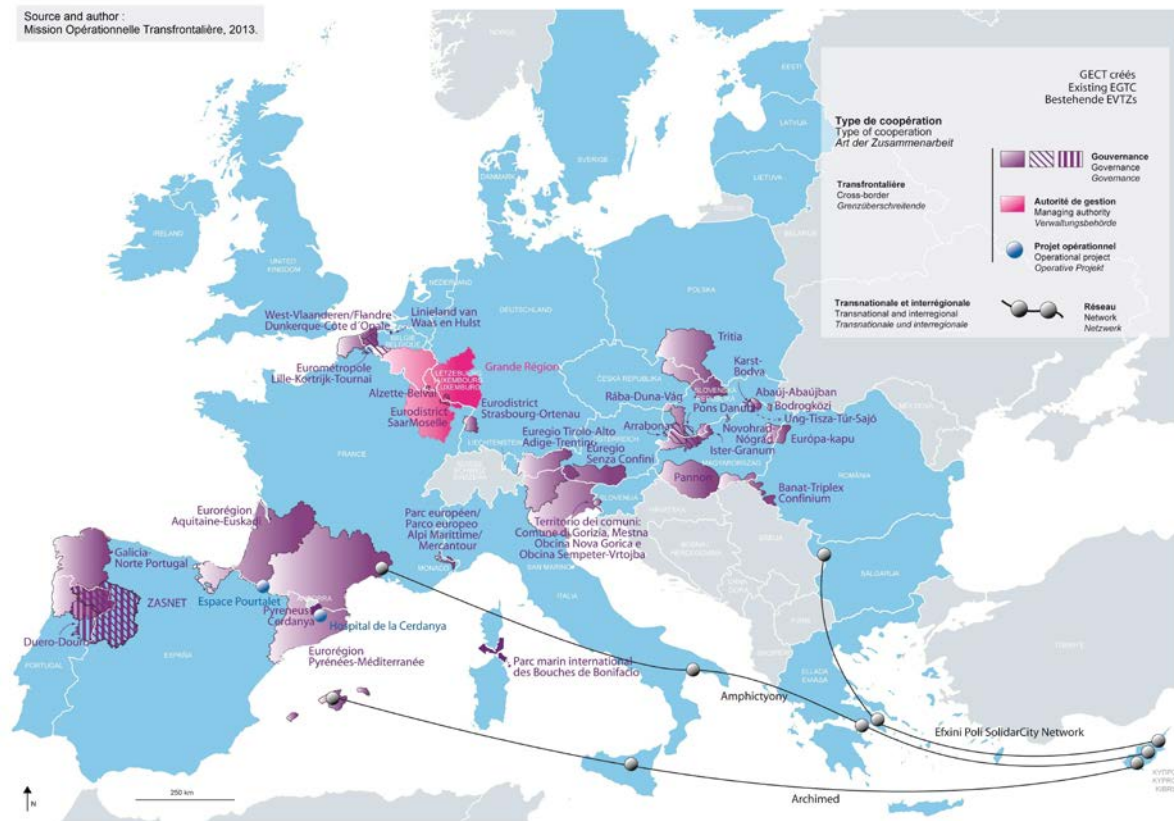 Source and author :
Mission Opérationnelle Transfrontalière, 2013.
GECT créés
Existing EGTC
Bestehende EVTZs
Type de coopération
Type of cooperation
Art der Zusammenarbeit
Gouvernance
Governance
Governance
Transfrontalière
Cross-border
Grenzüberschreitende
Autorité de gestion
Managing authority
Verwaltungsbehörde
Projet opérationnel
Operational project
Operative Projekt
Transnationale et interrégionale
Transnational and interregional
Transnationale und interregionale
Réseau
Network
Netzwerk
NORGE
SVERIGE
EESTI
LATVIJA
LIETUVA
BELARUS
DANMARK
IRELAND
UNITED
KINGDOM
NEDERLAND
DEUTSCHLAND
POLSKA
West-Vlaanderen/Flandre
Dunkerque-Côte d'Opale
Linieland van
Waas en Hulst
BELGIË
BELGIQUE
Eurométropole
Lille-Kortrijk-Tournai
Grande Région
Alzette-Belval
Eurodistrict
SaarMoselle
Eurodistrict
Strasbourg-Ortenau
ČESKÁ REPUBLIKA
Tritia
Karst-
Bodva
Rába-Duna-Vág
Abaúj-Abaújban
Pons Danubii
Bodrogközi
Ung-Tisza-Túr-Sajó
Arrabona
Novohrad-
Nógrád
Ister-Granum
Európa-kapu
MAGYARORSZÁG
FRANCE
LIECHTENSTEIN
Euregio Tirolo-Alto
Adige-Trentino
Euregio
Senza Confini
SLOVENIJA
Pannon
Banat-Triplex
Confinium
ROMÂNIA
HRVATSKA
Eurorégion
Aquitaine-Euskadi
Parc européen/
Parco europeo
Alpi Marittime/
Mercantour
Territorio dei comuni:
Comune di Gorizia, Mestna
Obcina Nova Gorica e
Obcina Sempeter-Vrtojba
MONACO
SAN MARINO
ITALIA
Galicia-
Norte Portugal
ZASNET
Espace Pourtalet
ANDORRA
Pyreneus
Cerdanya
Hospital de la Cerdanya
Duero-Douro
PORTUGAL
ESPAÑA
Eurorégion
Pyrénées-Méditerranée
Parc marin international
des Bouches de Bonifacio
Amphictyony
Efxini Poli SolidarCity Network
Archimed
250 km
N